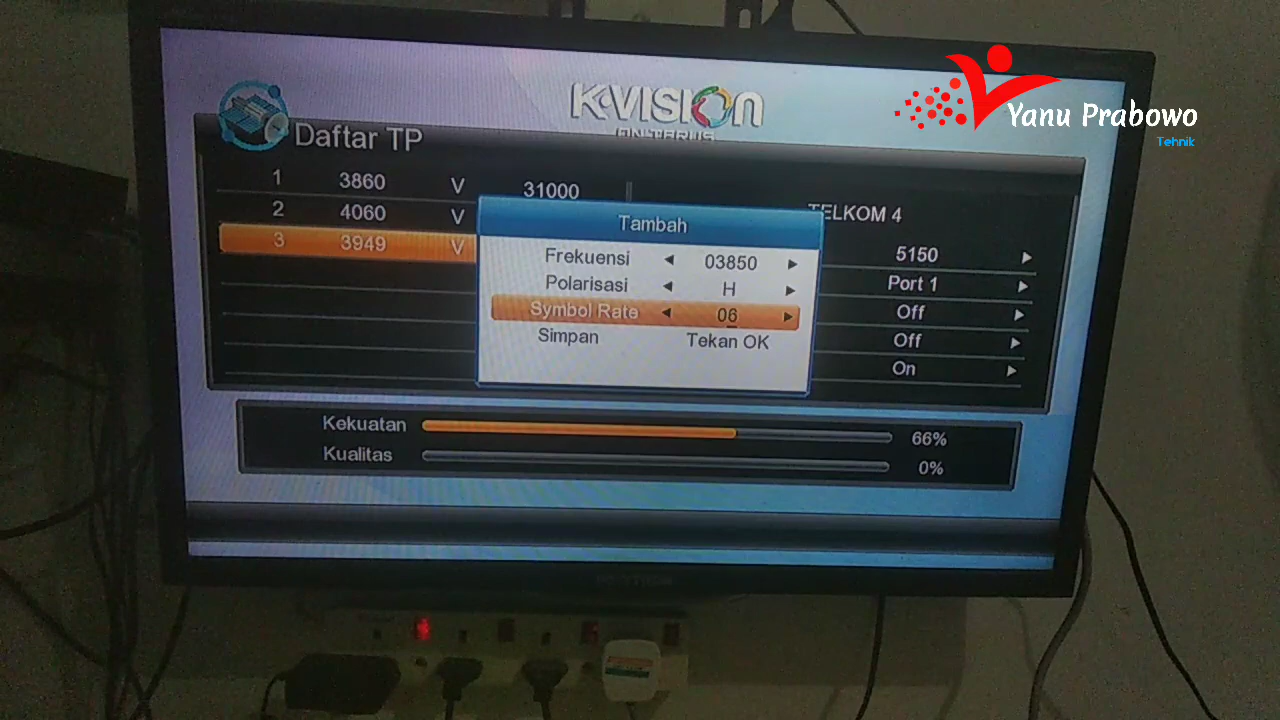 K-VISION
Yanu Prabowo
Tehnik
Daftar TP
1 3860 V 31000
2 4060 V
3 3949 V
TELKOM 4
5150
Port 1
Off
Off
On
Tambah
Frekuensi 03850
Polarisasi H
Symbol Rate 06
Simpan Tekan OK
Kekuatan 66%
Kualitas 0%